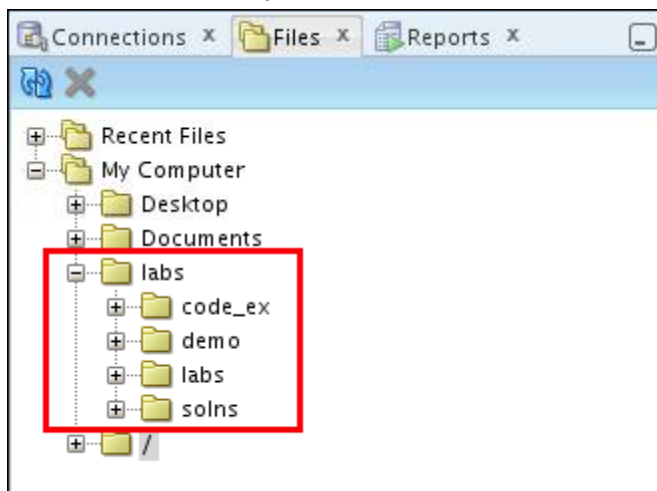 Connections x Files x Reports x
Recent Files
My Computer
Desktop
Documents
labs
code_ex
demo
labs
solns
/